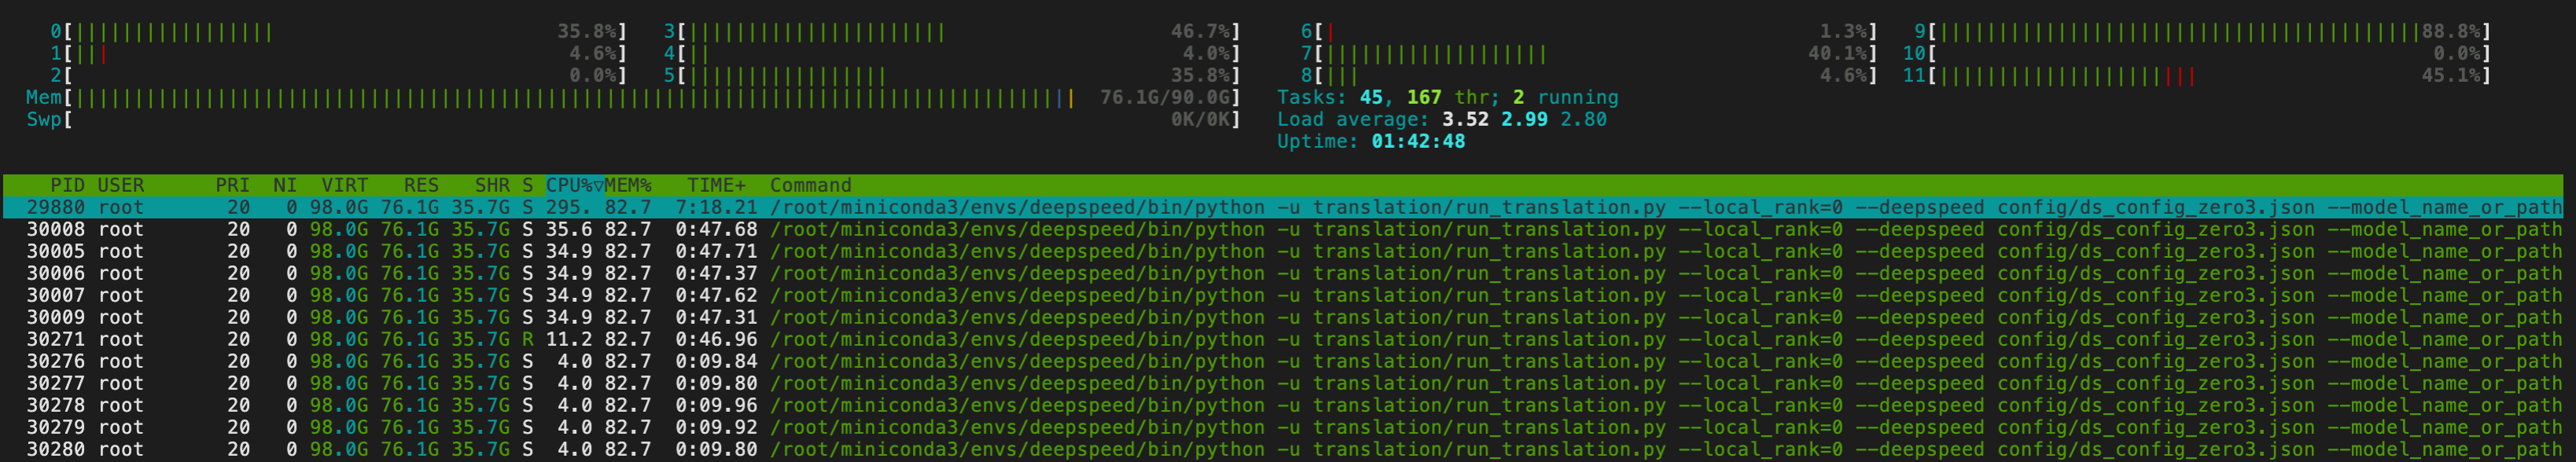 0[|||||||||||||||||35.8%] 3[||||||||||||||||||||||46.7%] 6[|1.3%] 9[|||||||||||||||||||||||||||||||||||||||||88.8%]
1[|||4.6%] 4[||4.0%] 7[|||||||||||||||||||40.1%] 10[0.0%]
2[0.0%] 5[|||||||||||||||||35.8%] 8[|||4.6%] 11[||||||||||||||||||||||45.1%]
Mem[|||||||||||||||||||||||||||||||||||||||||||||||||||||||||||||||||||||||||||||||||||||76.1G/90.0G] Tasks: 45, 167 thr; 2 running
Swp[0K/0K] Load average: 3.52 2.99 2.80
Uptime: 01:42:48
PID USER PRI NI VIRT RES SHR S CPU%▽MEM% TIME+ Command
29880 root 20 0 98.0G 76.1G 35.7G S 295. 82.7 7:18.21 /root/miniconda3/envs/deepspeed/bin/python -u translation/run_translation.py --local_rank=0 --deepspeed config/ds_config_zero3.json --model_name_or_path
30008 root 20 0 98.0G 76.1G 35.7G S 35.6 82.7 0:47.68 /root/miniconda3/envs/deepspeed/bin/python -u translation/run_translation.py --local_rank=0 --deepspeed config/ds_config_zero3.json --model_name_or_path
30005 root 20 0 98.0G 76.1G 35.7G S 34.9 82.7 0:47.71 /root/miniconda3/envs/deepspeed/bin/python -u translation/run_translation.py --local_rank=0 --deepspeed config/ds_config_zero3.json --model_name_or_path
30006 root 20 0 98.0G 76.1G 35.7G S 34.9 82.7 0:47.37 /root/miniconda3/envs/deepspeed/bin/python -u translation/run_translation.py --local_rank=0 --deepspeed config/ds_config_zero3.json --model_name_or_path
30007 root 20 0 98.0G 76.1G 35.7G S 34.9 82.7 0:47.62 /root/miniconda3/envs/deepspeed/bin/python -u translation/run_translation.py --local_rank=0 --deepspeed config/ds_config_zero3.json --model_name_or_path
30009 root 20 0 98.0G 76.1G 35.7G S 34.9 82.7 0:47.31 /root/miniconda3/envs/deepspeed/bin/python -u translation/run_translation.py --local_rank=0 --deepspeed config/ds_config_zero3.json --model_name_or_path
30271 root 20 0 98.0G 76.1G 35.7G R 11.2 82.7 0:46.96 /root/miniconda3/envs/deepspeed/bin/python -u translation/run_translation.py --local_rank=0 --deepspeed config/ds_config_zero3.json --model_name_or_path
30276 root 20 0 98.0G 76.1G 35.7G S 4.0 82.7 0:09.84 /root/miniconda3/envs/deepspeed/bin/python -u translation/run_translation.py --local_rank=0 --deepspeed config/ds_config_zero3.json --model_name_or_path
30277 root 20 0 98.0G 76.1G 35.7G S 4.0 82.7 0:09.80 /root/miniconda3/envs/deepspeed/bin/python -u translation/run_translation.py --local_rank=0 --deepspeed config/ds_config_zero3.json --model_name_or_path
30278 root 20 0 98.0G 76.1G 35.7G S 4.0 82.7 0:09.96 /root/miniconda3/envs/deepspeed/bin/python -u translation/run_translation.py --local_rank=0 --deepspeed config/ds_config_zero3.json --model_name_or_path
30279 root 20 0 98.0G 76.1G 35.7G S 4.0 82.7 0:09.92 /root/miniconda3/envs/deepspeed/bin/python -u translation/run_translation.py --local_rank=0 --deepspeed config/ds_config_zero3.json --model_name_or_path
30280 root 20 0 98.0G 76.1G 35.7G S 4.0 82.7 0:09.80 /root/miniconda3/envs/deepspeed/bin/python -u translation/run_translation.py --local_rank=0 --deepspeed config/ds_config_zero3.json --model_name_or_path